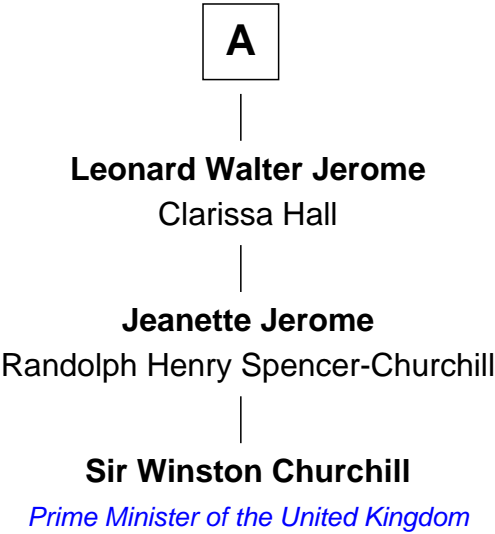 A
Leonard Walter Jerome
Clarissa Hall
Jeanette Jerome
Randolph Henry Spencer-Churchill
Sir Winston Churchill
Prime Minister of the United Kingdom